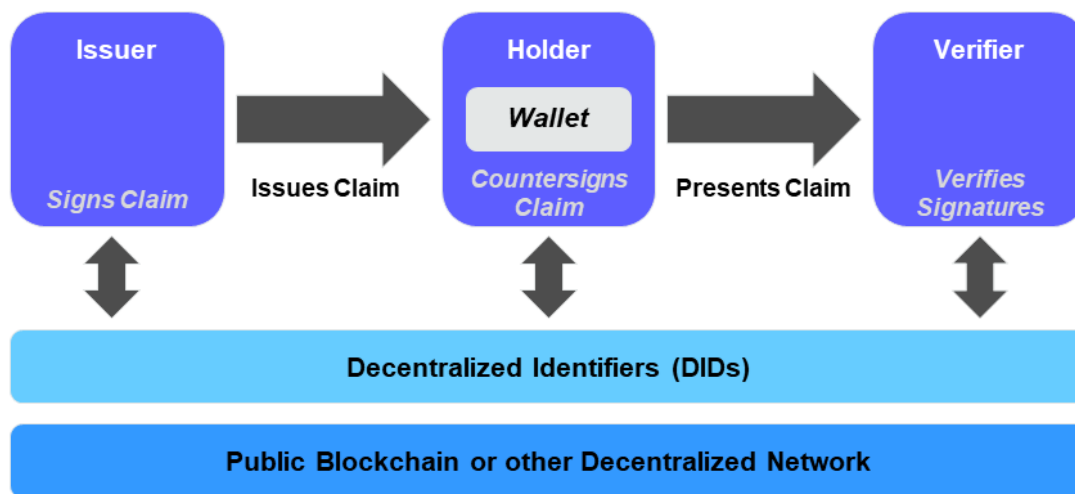 Issuer
Holder
Verifier
Wallet
Signs Claim
Issues Claim
Countersigns
Claim
Presents Claim
Verifies
Signatures
Decentralized Identifiers (DIDs)
Public Blockchain or other Decentralized Network